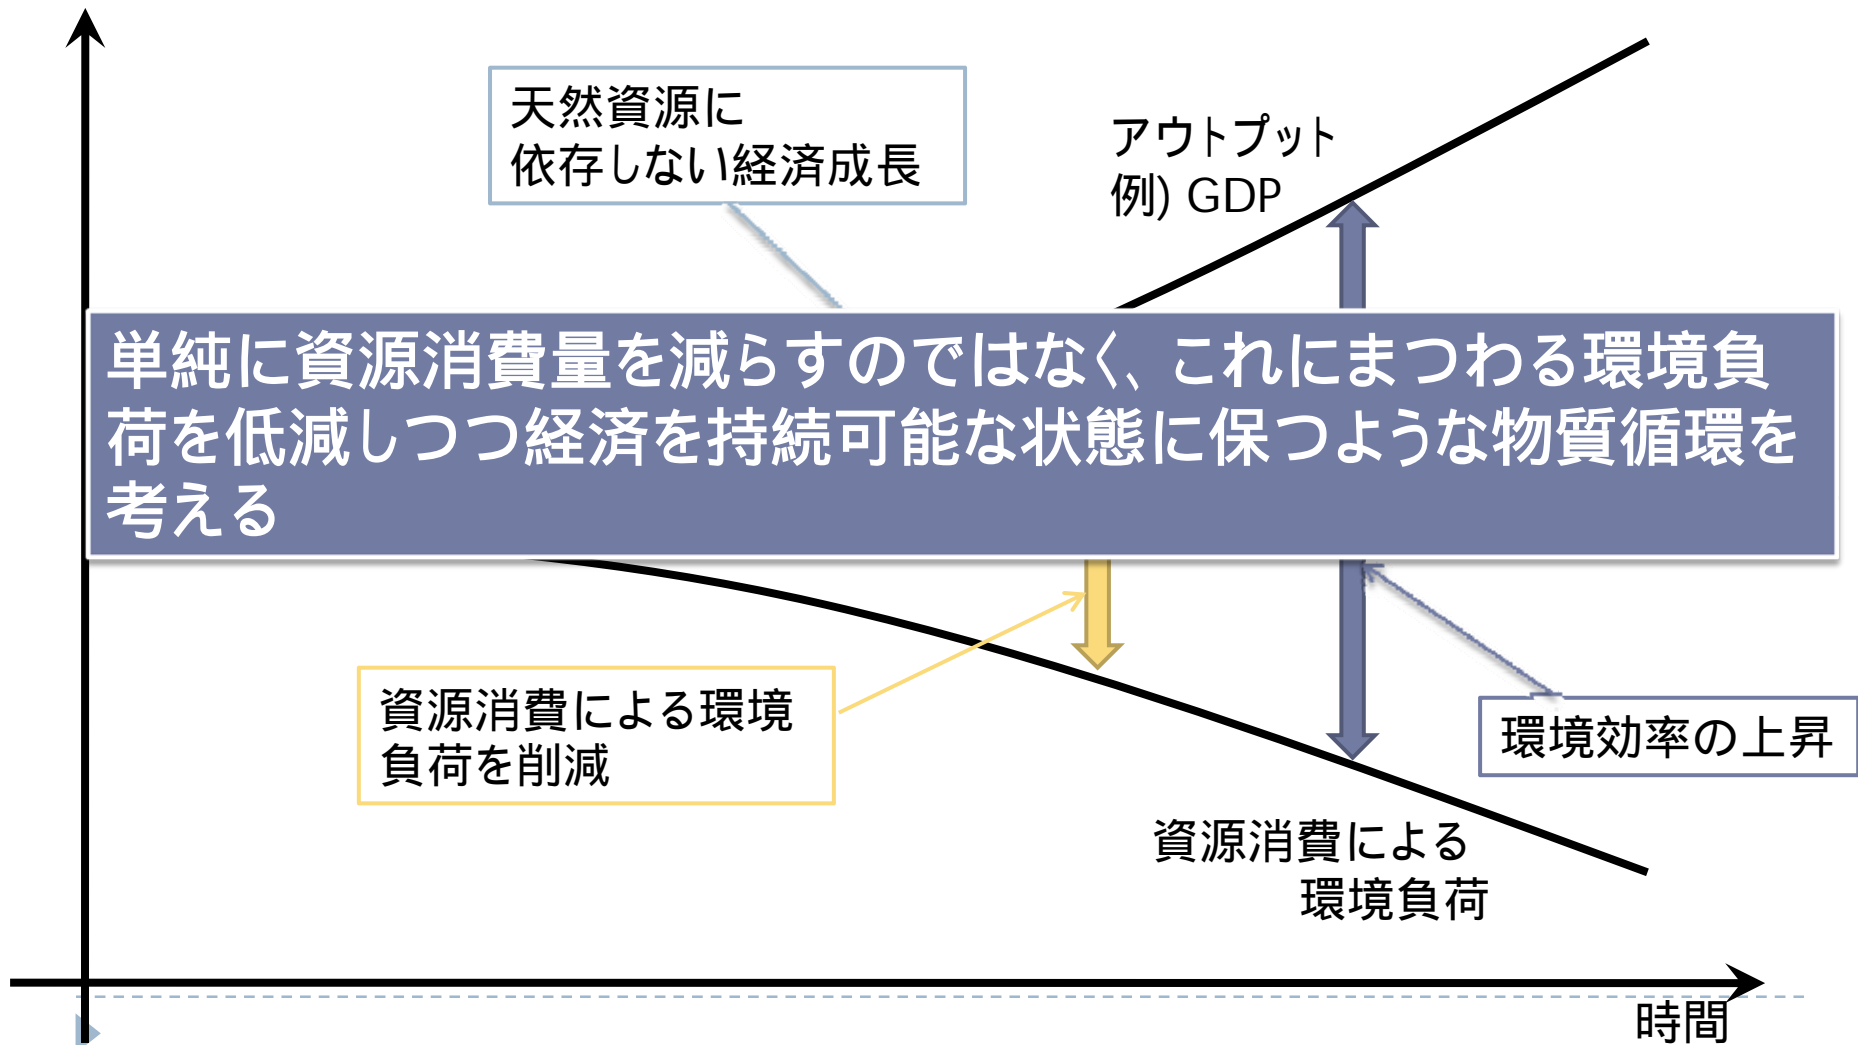 天然資源に
依存しない経済成長
アウトプット
例) GDP
単純に資源消費量を減らすのではなく、これにまつわる環境負
荷を低減しつつ経済を持続可能な状態に保つような物質循環を
考える
資源消費による環境
負荷を削減
環境効率の上昇
資源消費による
環境負荷
時間